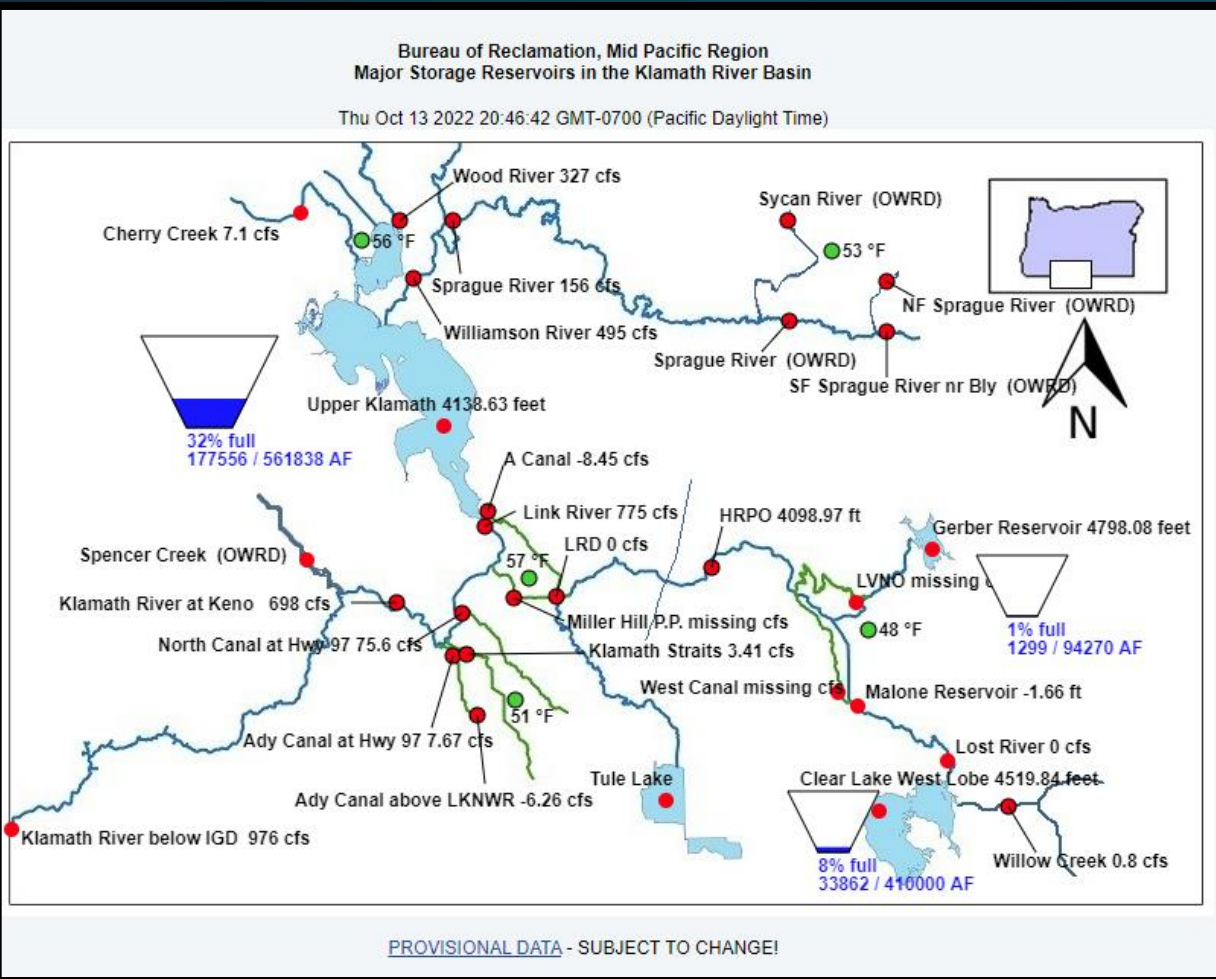 Bureau of Reclamation, Mid Pacific Region
Major Storage Reservoirs in the Klamath River Basin
Thu Oct 13 2022 20:46:42 GMT-0700 (Pacific Daylight Time)
Wood River 327 cfs
Sycan River (OWRD)
Cherry Creek 7.1 cfs
56 °F
53 °F
Sprague River 156 cfs
NF Sprague River (OWRD)
Williamson River 495 cfs
Sprague River (OWRD)
SF Sprague River nr Bly (OWRD)
Upper Klamath 4138.63 feet
N
32% full
177556 / 561838 AF
A Canal -8.45 cfs
Link River 775 cfs
HRPO 4098.97 ft
Gerber Reservoir 4798.08 feet
LRD 0 cfs
Spencer Creek (OWRD)
57 °F
LVNO missing
Klamath River at Keno 698 cfs
Miller Hill P.P. missing cfs
48 °F
1% full
1299 / 94270 AF
North Canal at Hwy 97 75.6 cfs
Klamath Straits 3.41 cfs
West Canal missing cfs
Malone Reservoir -1.66 ft
51 °F
Ady Canal at Hwy 97 7.67 cfs
Lost River 0 cfs
Tule Lake
Clear Lake West Lobe 4519.84 feet
Ady Canal above LKNWR -6.26 cfs
Klamath River below IGD 976 cfs
Willow Creek 0.8 cfs
8% full
33862 / 410000 AF
PROVISIONAL DATA - SUBJECT TO CHANGE!